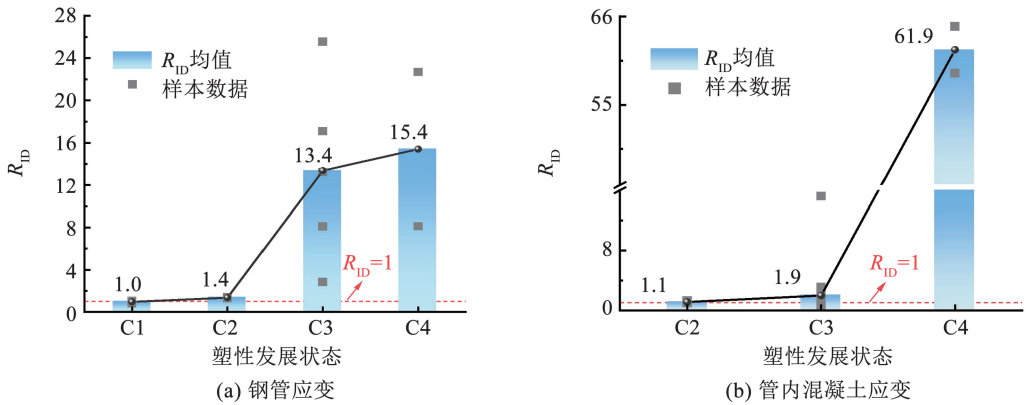 28
24
20
16
12
8
4
0
R_ID
R_ID均值
样本数据
1.0
1.4
13.4
15.4
R_ID=1
C1 C2 C3 C4
塑性发展状态
(a) 钢管应变
66
55
8
0
R_ID
R_ID均值
样本数据
1.1
1.9
61.9
R_ID=1
C2 C3 C4
塑性发展状态
(b) 管内混凝土应变